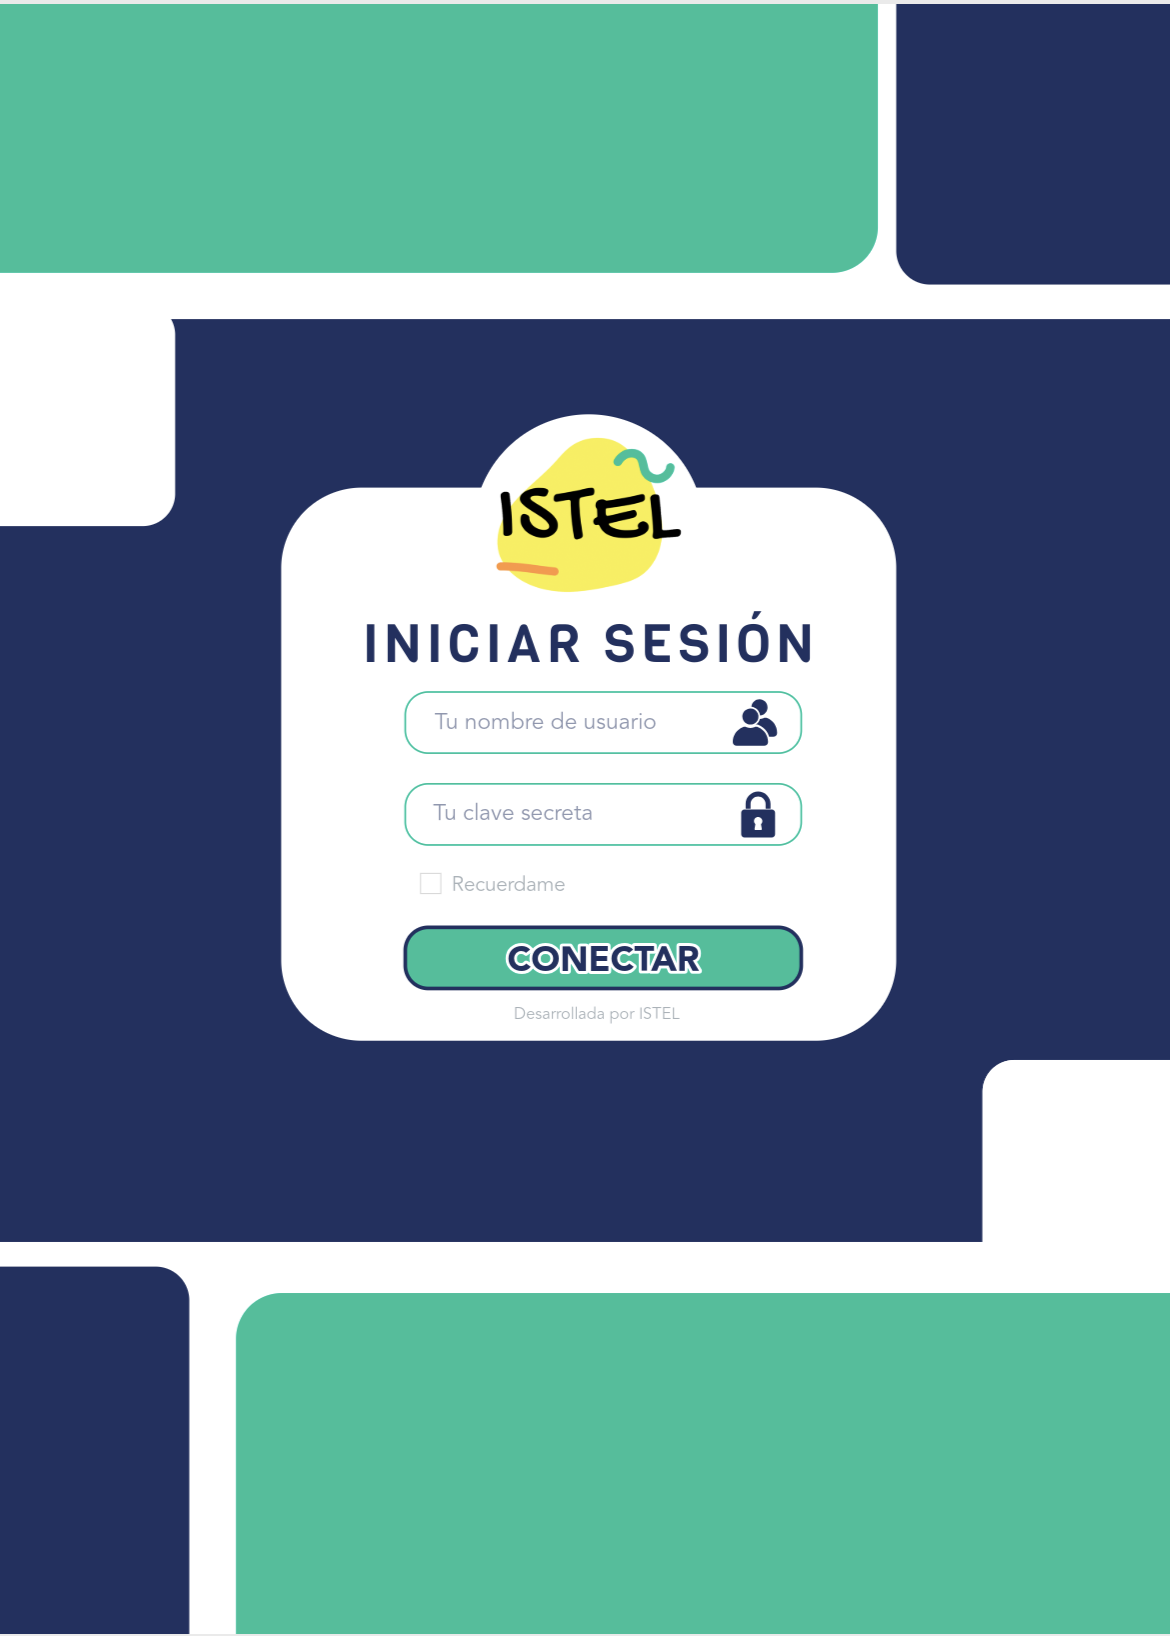 ISTEL
INICIAR SESIÓN
Tu nombre de usuario
Tu clave secreta
Recuerdame
CONECTAR
Desarrollada por ISTEL